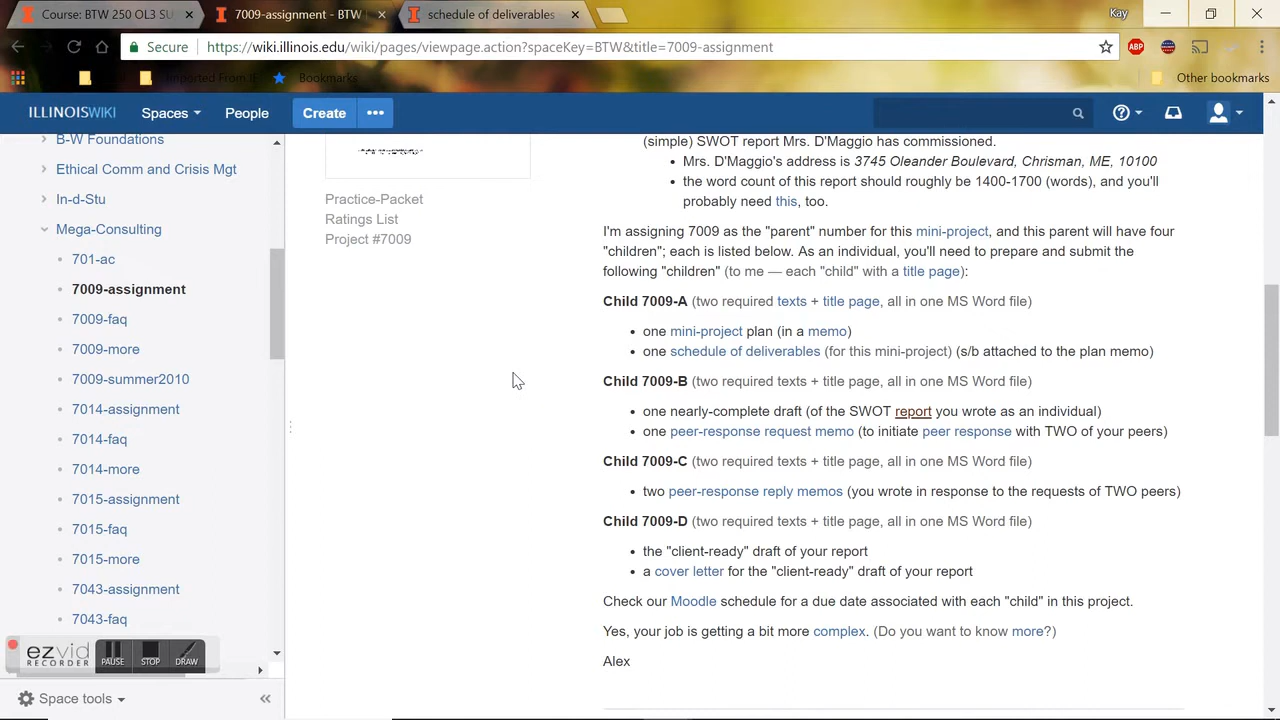 Course: BTW 250 OL3 SU
7009-assignment - BTW
schedule of deliverables
Kay
Secure
https://wiki.illinois.edu/wiki/pages/viewpage.action?spaceKey=BTW&title=7009-assignment
ABP
Imported From IE
Bookmarks
Other bookmarks
ILLINOISWIKI
Spaces
People
Create
B-W Foundations
Ethical Comm and Crisis Mgt
In-d-Stu
Mega-Consulting
701-ac
7009-assignment
7009-faq
7009-more
7009-summer2010
7014-assignment
7014-faq
7014-more
7015-assignment
7015-faq
7015-more
7043-assignment
7043-faq
ezvid
RECORDER
PAUSE
STOP
DRAW
Space tools
Practice-Packet
Ratings List
Project #7009
(simple) SWOT report Mrs. D'Maggio has commissioned.
• Mrs. D'Maggio's address is 3745 Oleander Boulevard, Chrisman, ME, 10100
• the word count of this report should roughly be 1400-1700 (words), and you'll
probably need this, too.
I'm assigning 7009 as the "parent" number for this mini-project, and this parent will have four
"children"; each is listed below. As an individual, you'll need to prepare and submit the
following "children" (to me — each "child" with a title page):
Child 7009-A (two required texts + title page, all in one MS Word file)
• one mini-project plan (in a memo)
• one schedule of deliverables (for this mini-project) (s/b attached to the plan memo)
Child 7009-B (two required texts + title page, all in one MS Word file)
• one nearly-complete draft (of the SWOT report you wrote as an individual)
• one peer-response request memo (to initiate peer response with TWO of your peers)
Child 7009-C (two required texts + title page, all in one MS Word file)
• two peer-response reply memos (you wrote in response to the requests of TWO peers)
Child 7009-D (two required texts + title page, all in one MS Word file)
• the "client-ready" draft of your report
• a cover letter for the "client-ready" draft of your report
Check our Moodle schedule for a due date associated with each "child" in this project.
Yes, your job is getting a bit more complex. (Do you want to know more?)
Alex